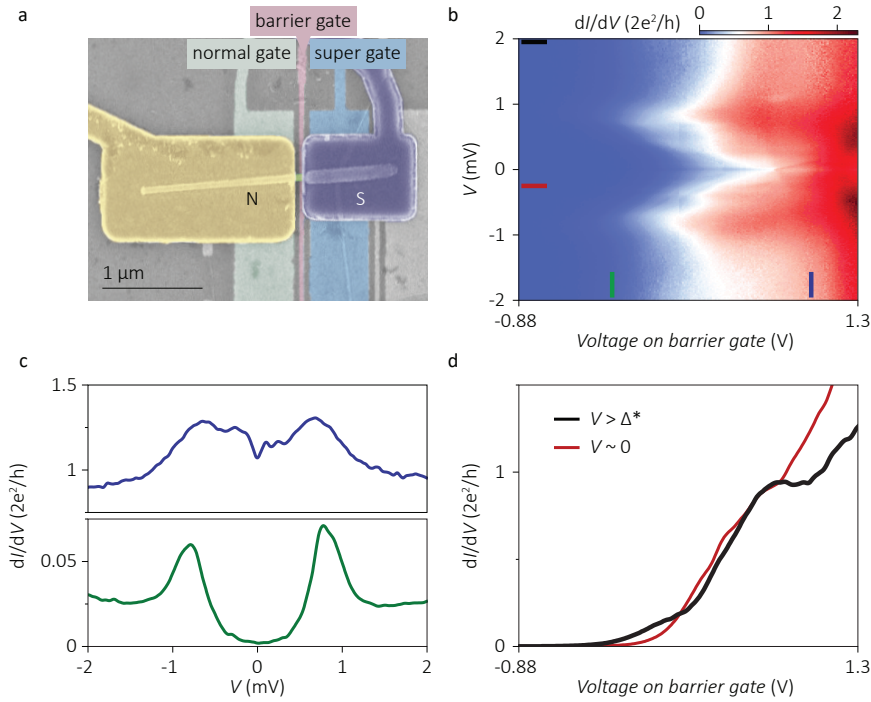 a
barrier gate
normal gate
super gate
N
S
1 μm
b
dI/dV (2e²/h)
0
1
2
2
1
0
-1
-2
V (mV)
-0.88
1.3
Voltage on barrier gate (V)
c
1.5
1
0.05
0
dI/dV (2e²/h)
-2
-1
0
1
2
V (mV)
d
V > Δ*
V ~ 0
1
0
dI/dV (2e²/h)
-0.88
1.3
Voltage on barrier gate (V)